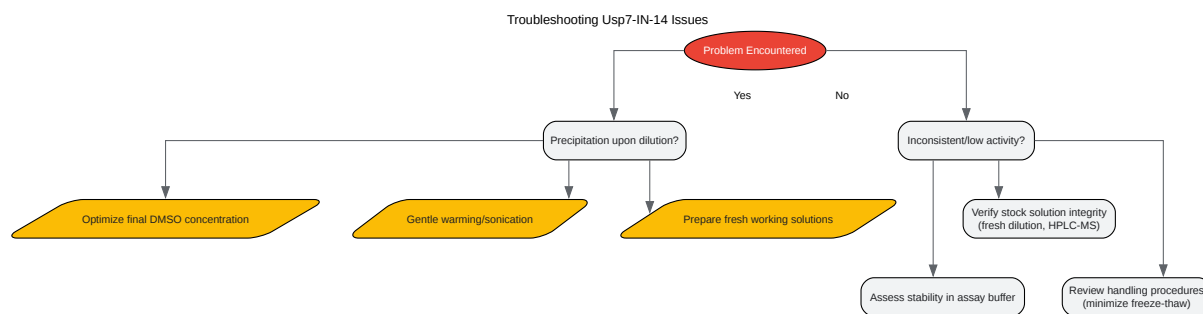 Troubleshooting Usp7-IN-14 Issues
Problem Encountered
Yes
No
Precipitation upon dilution?
Inconsistent/low activity?
Optimize final DMSO concentration
Gentle warming/sonication
Prepare fresh working solutions
Verify stock solution integrity
(fresh dilution, HPLC-MS)
Assess stability in assay buffer
Review handling procedures
(minimize freeze-thaw)